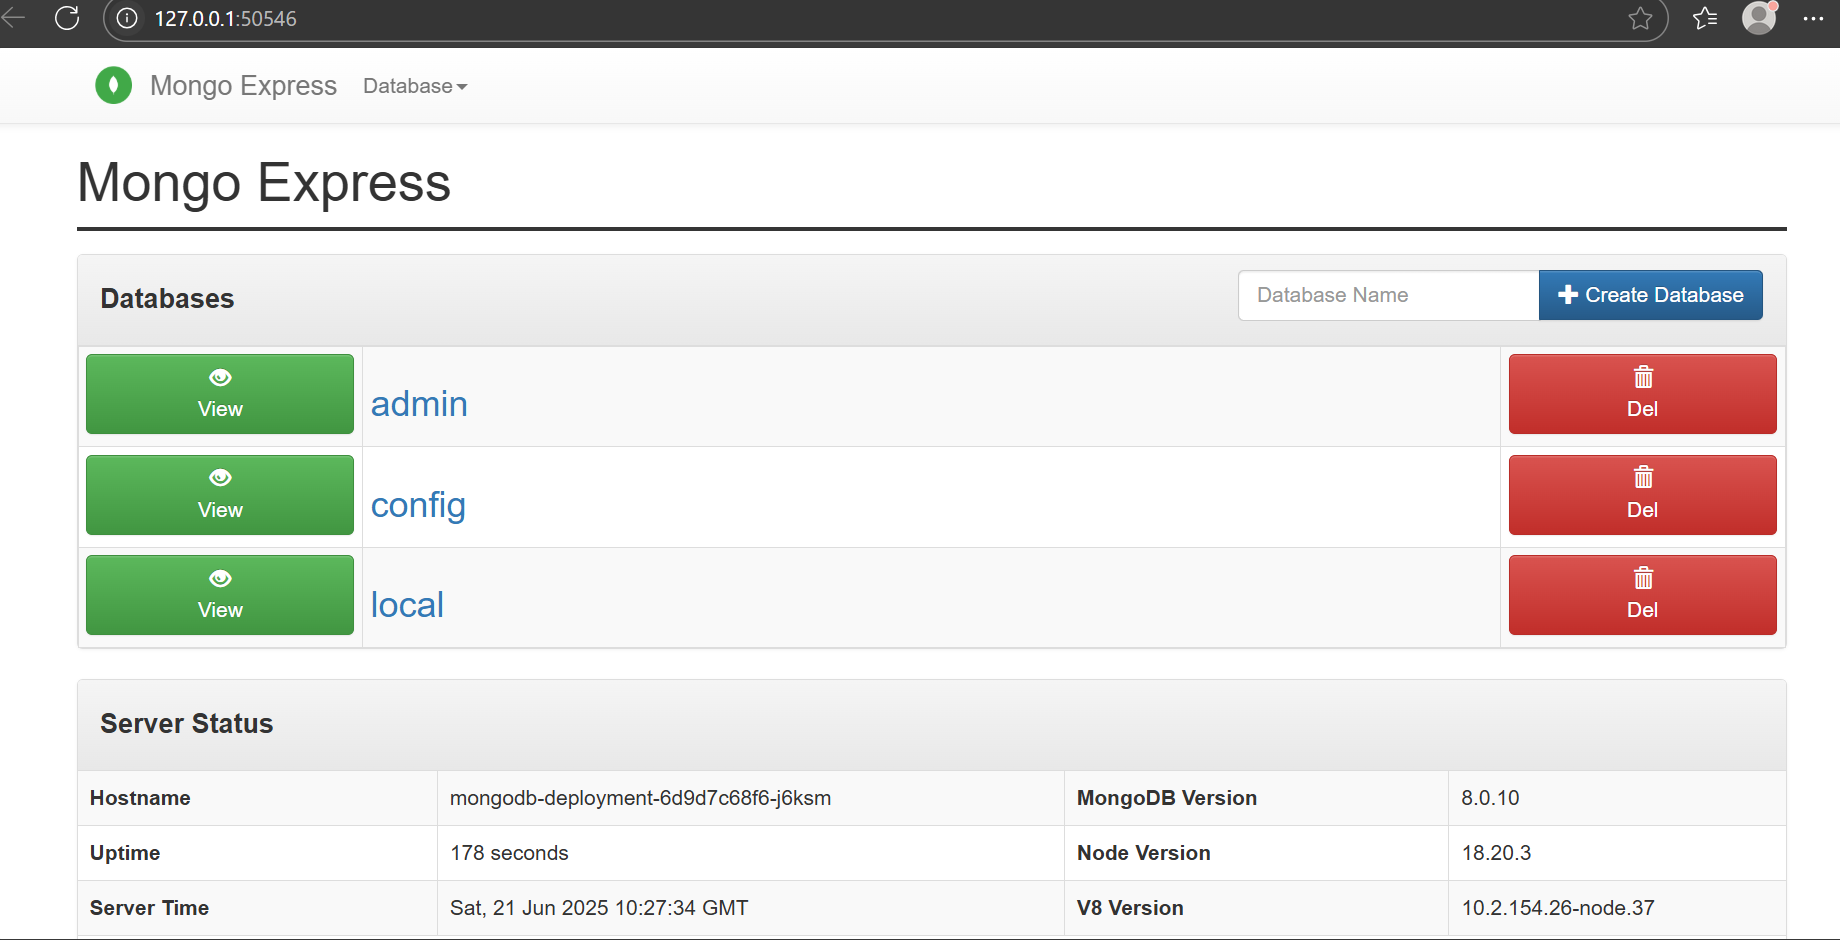 127.0.0.1:50546
Mongo Express Database
Mongo Express
Databases Database Name Create Database
View admin Del
View config Del
View local Del
Server Status
Hostname mongodb-deployment-6d9d7c68f6-j6ksm MongoDB Version 8.0.10
Uptime 178 seconds Node Version 18.20.3
Server Time Sat, 21 Jun 2025 10:27:34 GMT V8 Version 10.2.154.26-node.37